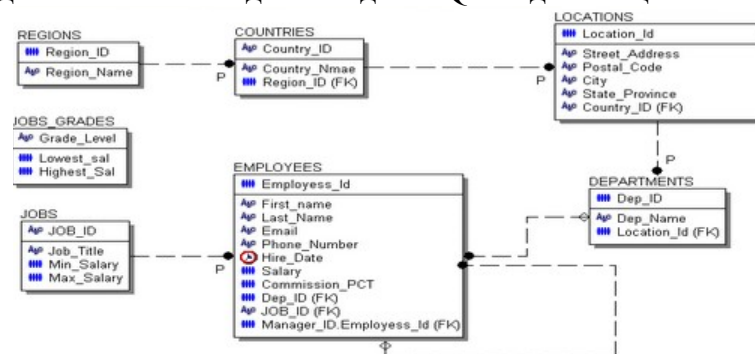 REGIONS
Region_ID
Region_Name
COUNTRIES
Country_ID
Country_Nmae
Region_ID (FK)
LOCATIONS
Location_Id
Street_Address
Postal_Code
City
State_Province
Country_ID (FK)
P
P
JOBS_GRADES
Grade_Level
Lowest_sal
Highest_Sal
JOBS
JOB_ID
Job_Title
Min_Salary
Max_Salary
P
EMPLOYEES
Employess_Id
First_name
Last_Name
Email
Phone_Number
Hire_Date
Salary
Commission_PCT
Dep_ID (FK)
JOB_ID (FK)
Manager_ID.Employess_Id (FK)
P
DEPARTMENTS
Dep_ID
Dep_Name
Location_Id (FK)